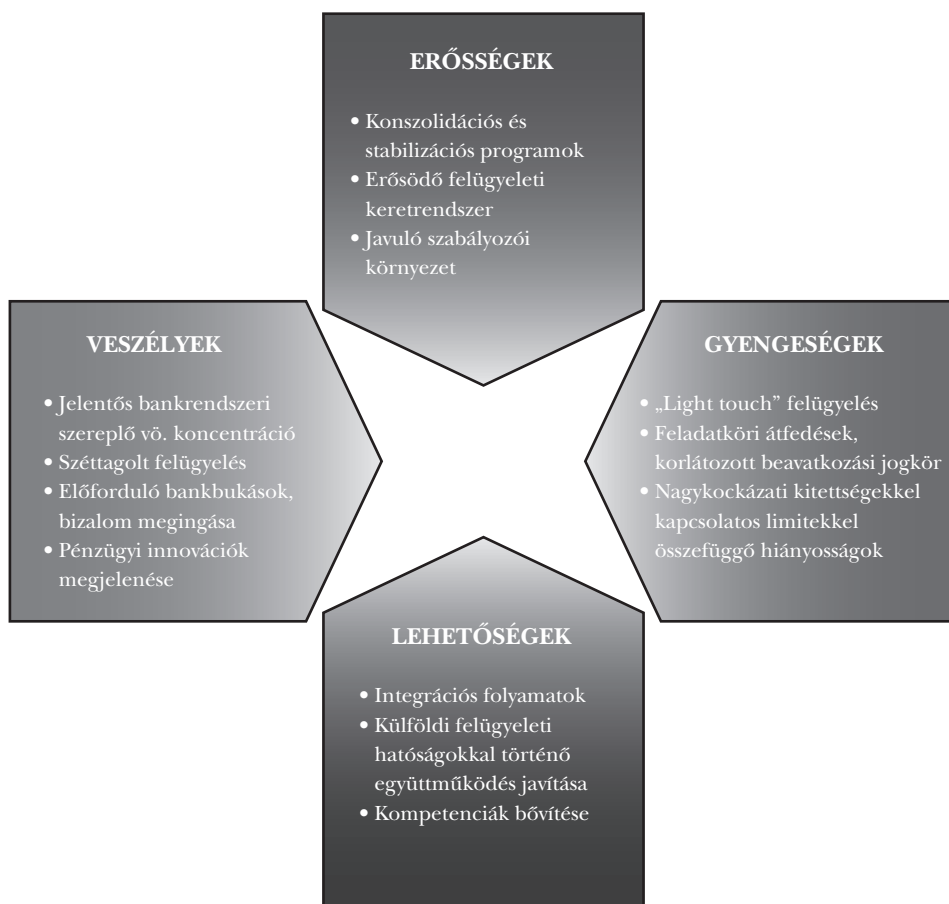 ERŐSSÉGEK
• Konszolidációs és
stabilizációs programok
• Erősödő felügyeleti
keretrendszer
• Javuló szabályozói
környezet
VESZÉLYEK
• Jelentős bankrendszeri
szereplő vö. koncentráció
• Széttagolt felügyelés
• Előforduló bankbukások,
bizalom megingása
• Pénzügyi innovációk
megjelenése
GYENGESÉGEK
• „Light touch” felügyelés
• Feladatköri átfedések,
korlátozott beavatkozási jogkör
• Nagykockázati kitettségekkel
kapcsolatos limitekkel
összefüggő hiányosságok
LEHETŐSÉGEK
• Integrációs folyamatok
• Külföldi felügyeleti
hatóságokkal történő
együttműködés javítása
• Kompetenciák bővítése